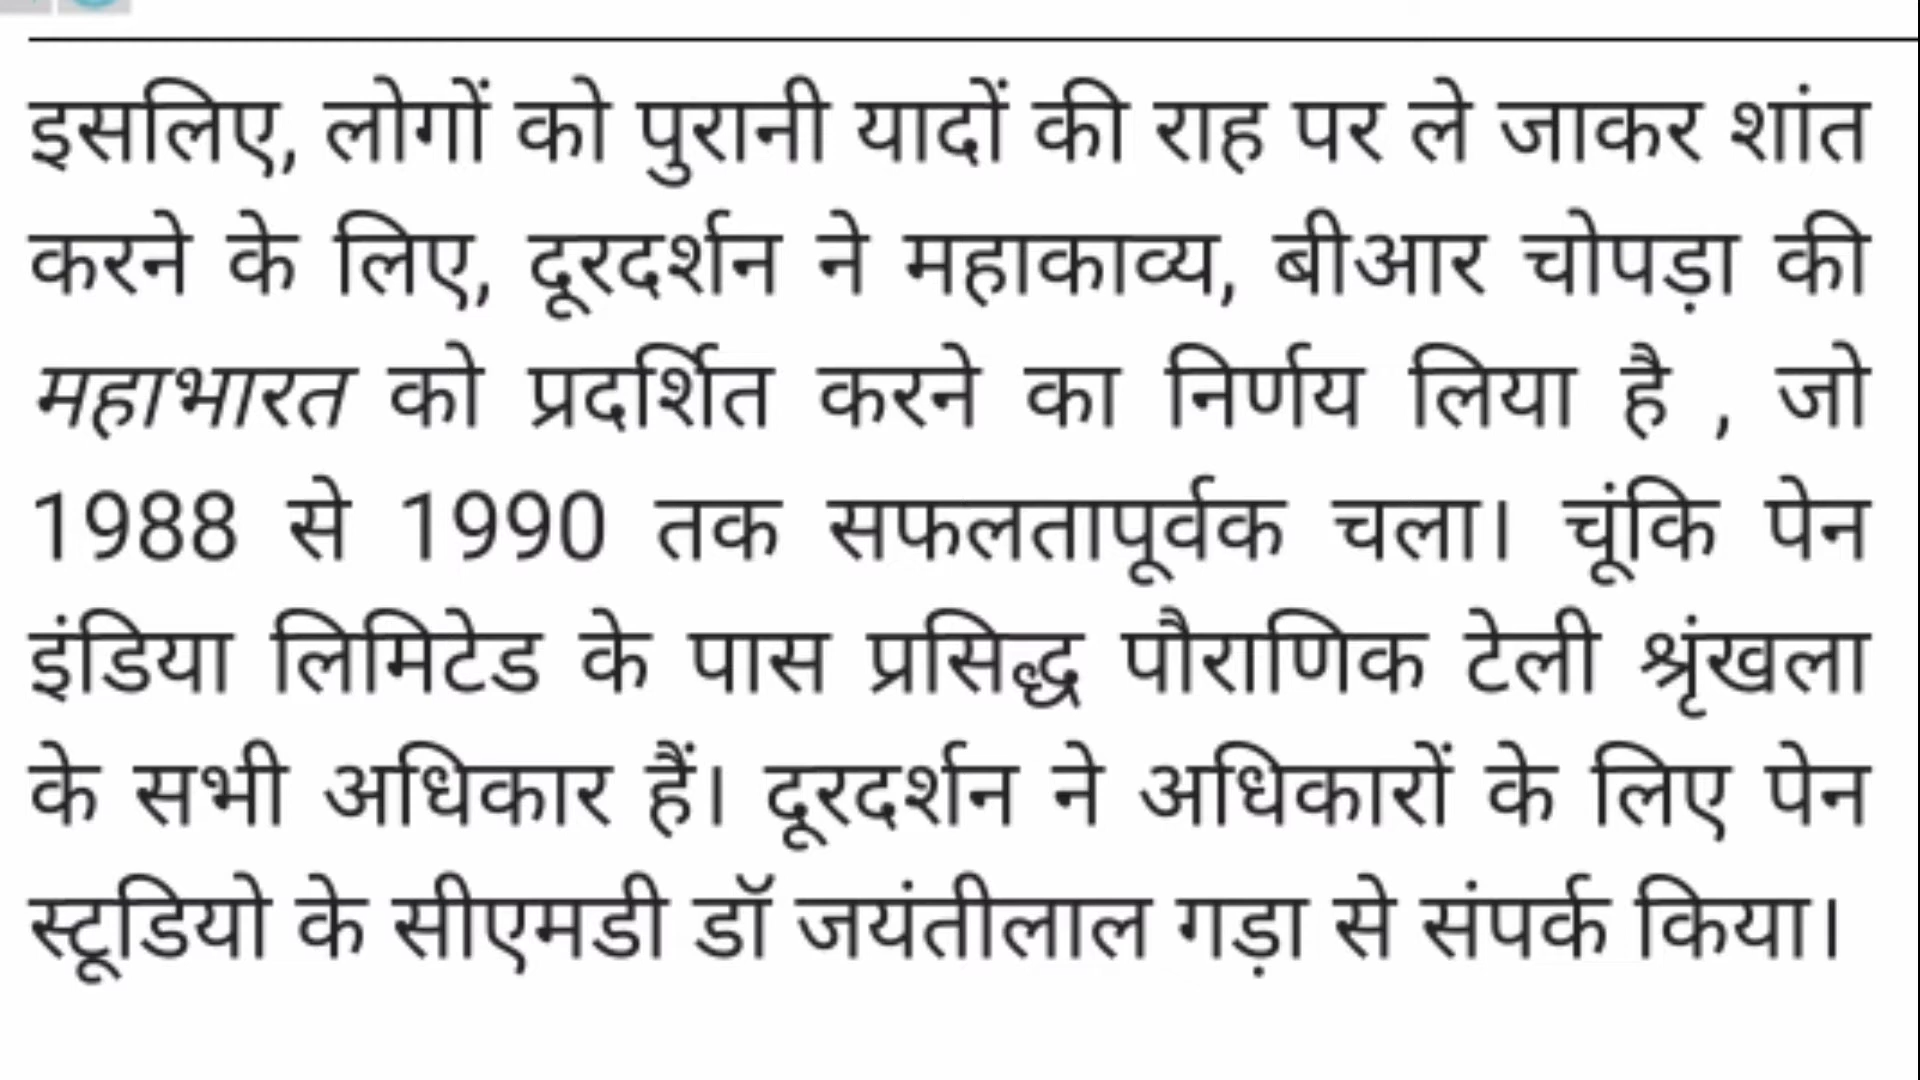 इसलिए, लोगों को पुरानी यादों की राह पर ले जाकर शांत
करने के लिए, दूरदर्शन ने महाकाव्य, बीआर चोपड़ा की
महाभारत को प्रदर्शित करने का निर्णय लिया है , जो
1988 से 1990 तक सफलतापूर्वक चला। चूंकि पेन
इंडिया लिमिटेड के पास प्रसिद्ध पौराणिक टेली श्रृंखला
के सभी अधिकार हैं। दूरदर्शन ने अधिकारों के लिए पेन
स्टूडियो के सीएमडी डॉ जयंतीलाल गड़ा से संपर्क किया।